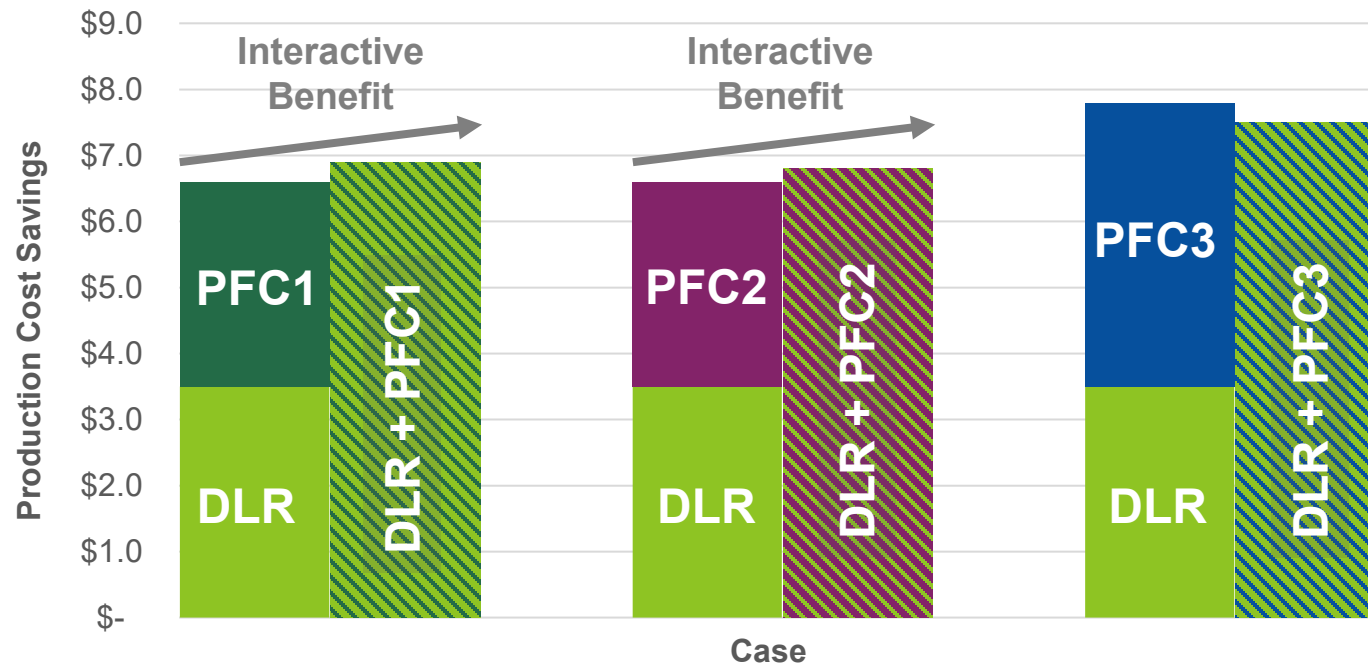 $9.0
$8.0
$7.0
$6.0
$5.0
$4.0
$3.0
$2.0
$1.0
$-
Production Cost Savings
Interactive
Benefit
Interactive
Benefit
PFC1
DLR
DLR + PFC1
PFC2
DLR
DLR + PFC2
PFC3
DLR
DLR + PFC3
Case